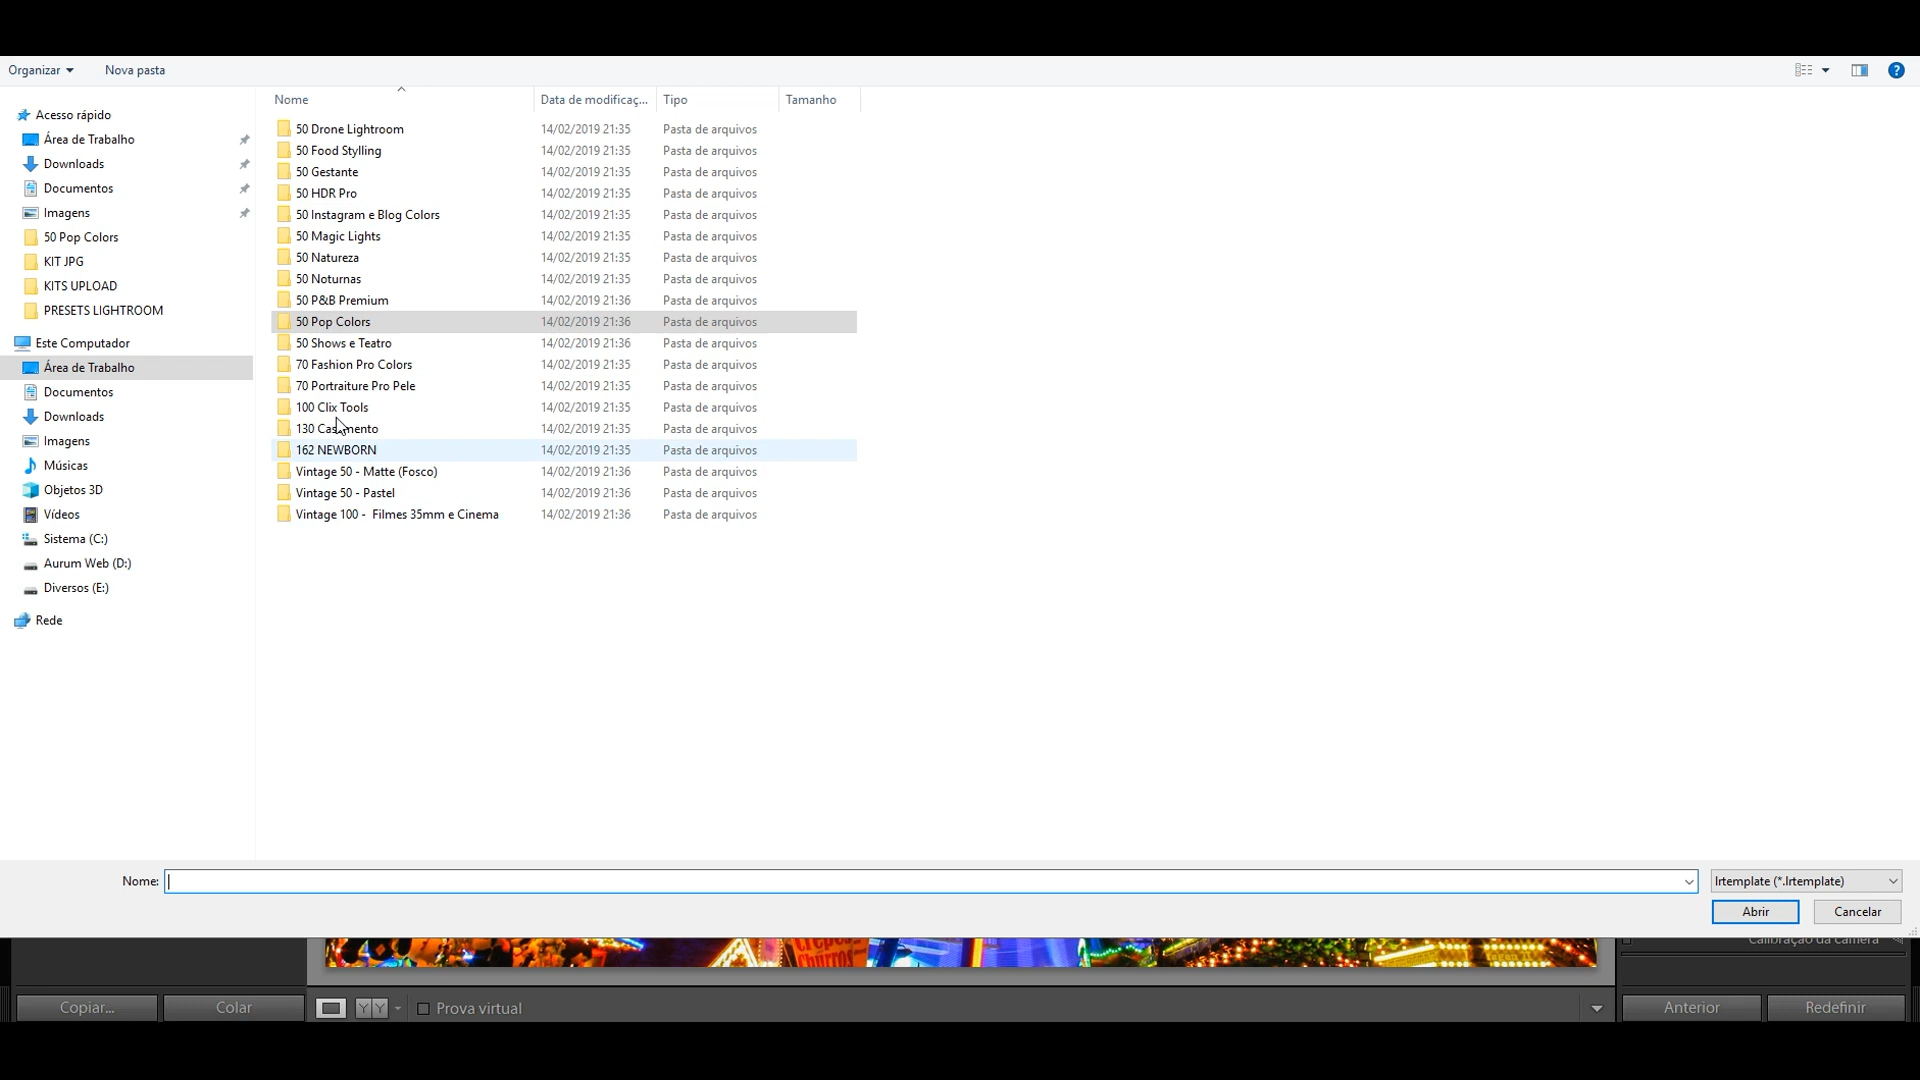 Organizar Nova pasta
Nome Data de modificaç... Tipo Tamanho
Acesso rápido
Área de Trabalho
Downloads
Documentos
Imagens
50 Pop Colors
KIT JPG
KITS UPLOAD
PRESETS LIGHTROOM
Este Computador
Área de Trabalho
Documentos
Downloads
Imagens
Músicas
Objetos 3D
Vídeos
Sistema (C:)
Aurum Web (D:)
Diversos (E:)
Rede
50 Drone Lightroom 14/02/2019 21:35 Pasta de arquivos
50 Food Stylling 14/02/2019 21:35 Pasta de arquivos
50 Gestante 14/02/2019 21:35 Pasta de arquivos
50 HDR Pro 14/02/2019 21:35 Pasta de arquivos
50 Instagram e Blog Colors 14/02/2019 21:35 Pasta de arquivos
50 Magic Lights 14/02/2019 21:35 Pasta de arquivos
50 Natureza 14/02/2019 21:35 Pasta de arquivos
50 Noturnas 14/02/2019 21:35 Pasta de arquivos
50 P&B Premium 14/02/2019 21:36 Pasta de arquivos
50 Pop Colors 14/02/2019 21:36 Pasta de arquivos
50 Shows e Teatro 14/02/2019 21:36 Pasta de arquivos
70 Fashion Pro Colors 14/02/2019 21:35 Pasta de arquivos
70 Portraiture Pro Pele 14/02/2019 21:35 Pasta de arquivos
100 Clix Tools 14/02/2019 21:35 Pasta de arquivos
130 Casamento 14/02/2019 21:35 Pasta de arquivos
162 NEWBORN 14/02/2019 21:35 Pasta de arquivos
Vintage 50 - Matte (Fosco) 14/02/2019 21:36 Pasta de arquivos
Vintage 50 - Pastel 14/02/2019 21:36 Pasta de arquivos
Vintage 100 - Filmes 35mm e Cinema 14/02/2019 21:36 Pasta de arquivos
Nome: lrtemplate (*.lrtemplate)
Abrir Cancelar
churros Calibração da câmera
Copiar... Colar YY Prova virtual Anterior Redefinir